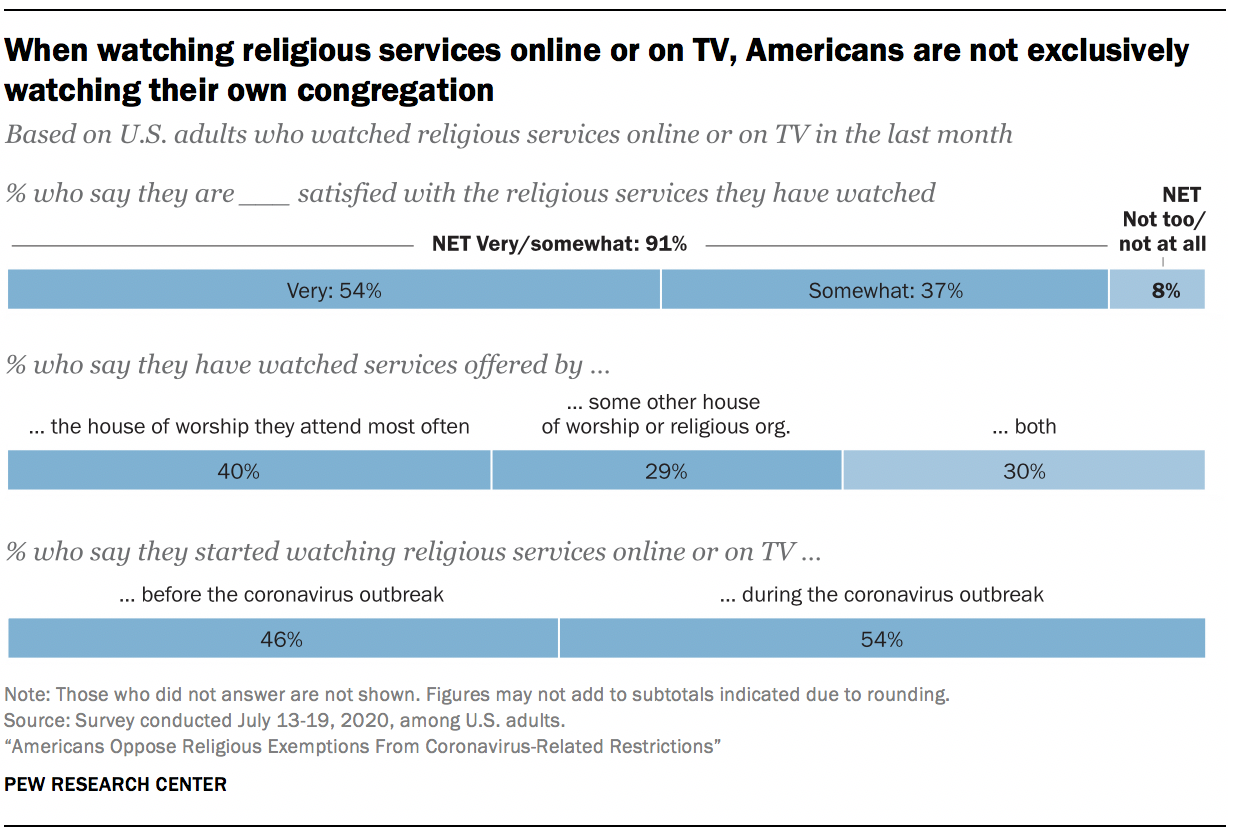 When watching religious services online or on TV, Americans are not exclusively
watching their own congregation
Based on U.S. adults who watched religious services online or on TV in the last month
% who say they are ___ satisfied with the religious services they have watched
NET
Not too/
not at all
NET Very/somewhat: 91%
Very: 54%
Somewhat: 37%
8%
% who say they have watched services offered by ...
... the house of worship they attend most often
... some other house
of worship or religious org.
... both
40%
29%
30%
% who say they started watching religious services online or on TV ...
... before the coronavirus outbreak
... during the coronavirus outbreak
46%
54%
Note: Those who did not answer are not shown. Figures may not add to subtotals indicated due to rounding.
Source: Survey conducted July 13-19, 2020, among U.S. adults.
“Americans Oppose Religious Exemptions From Coronavirus-Related Restrictions”
PEW RESEARCH CENTER